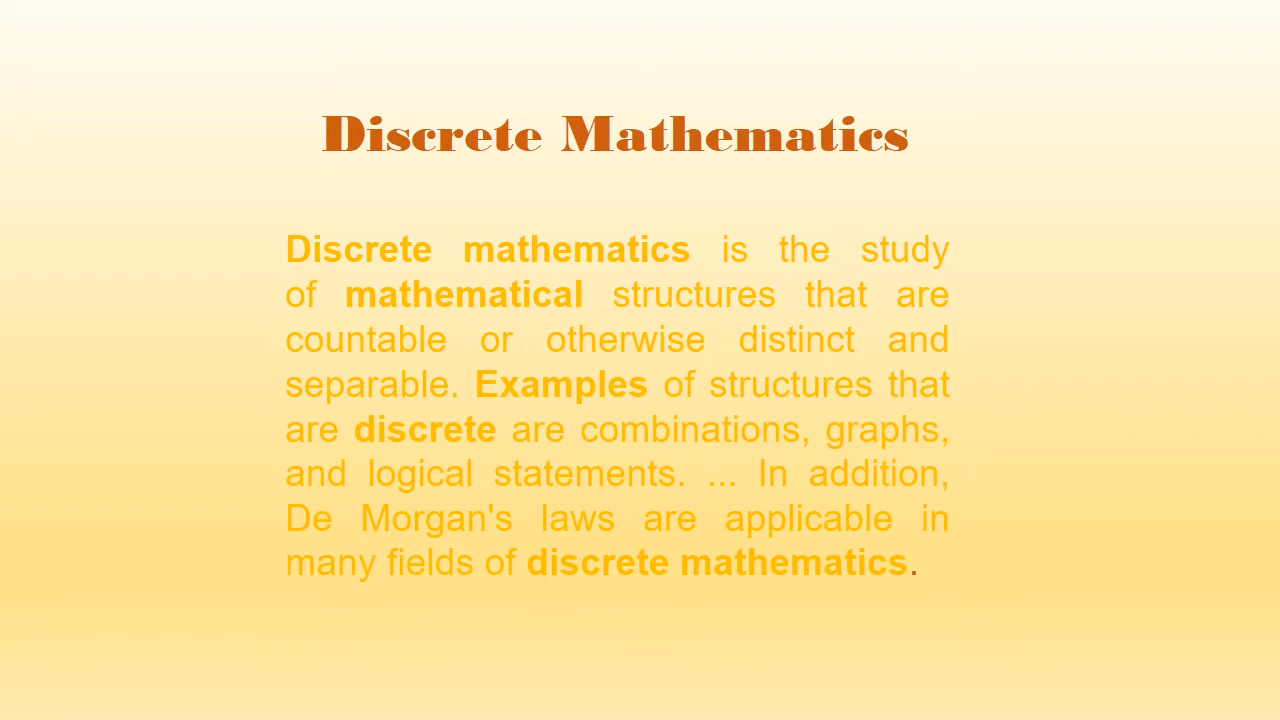 Discrete Mathematics
Discrete mathematics is the study
of mathematical structures that are
countable or otherwise distinct and
separable. Examples of structures that
are discrete are combinations, graphs,
and logical statements. ... In addition,
De Morgan's laws are applicable in
many fields of discrete mathematics.